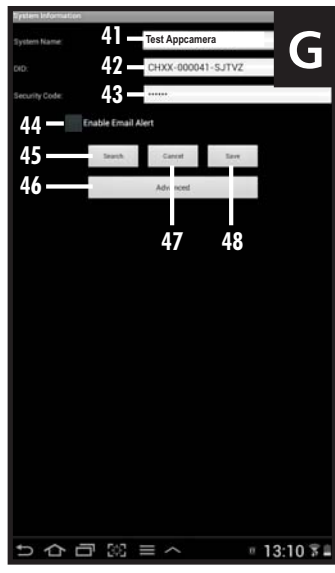 System Information
G
System Name: 41 Test Appcamera
DID: 42 CHXX-000041-SJTVZ
Security Code: 43 ······
44 Enable Email Alert
45 Search Cancel Save
46 Advanced
47 48
13:10